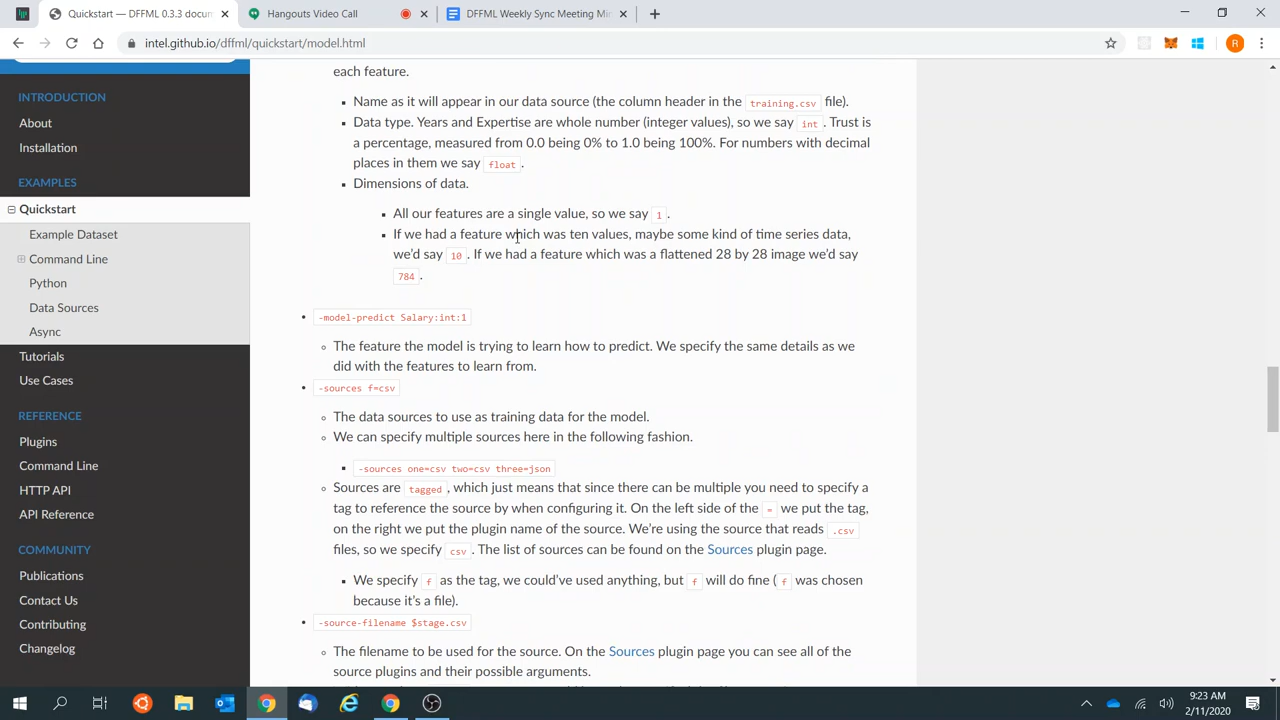 Quickstart — DFFML 0.3.3 docum
Hangouts Video Call
DFFML Weekly Sync Meeting Min
intel.github.io/dffml/quickstart/model.html
R
INTRODUCTION
About
Installation
EXAMPLES
Quickstart
Example Dataset
Command Line
Python
Data Sources
Async
Tutorials
Use Cases
REFERENCE
Plugins
Command Line
HTTP API
API Reference
COMMUNITY
Publications
Contact Us
Contributing
Changelog
each feature.
Name as it will appear in our data source (the column header in the training.csv file).
Data type. Years and Expertise are whole number (integer values), so we say int. Trust is
a percentage, measured from 0.0 being 0% to 1.0 being 100%. For numbers with decimal
places in them we say float.
Dimensions of data.
All our features are a single value, so we say 1.
If we had a feature which was ten values, maybe some kind of time series data,
we'd say 10. If we had a feature which was a flattened 28 by 28 image we'd say
784.
-model-predict Salary:int:1
The feature the model is trying to learn how to predict. We specify the same details as we
did with the features to learn from.
-sources f=csv
The data sources to use as training data for the model.
We can specify multiple sources here in the following fashion.
-sources one=csv two=csv three=json
Sources are tagged, which just means that since there can be multiple you need to specify a
tag to reference the source by when configuring it. On the left side of the = we put the tag,
on the right we put the plugin name of the source. We're using the source that reads .csv
files, so we specify csv. The list of sources can be found on the Sources plugin page.
We specify f as the tag, we could've used anything, but f will do fine (f was chosen
because it's a file).
-source-filename $stage.csv
The filename to be used for the source. On the Sources plugin page you can see all of the
source plugins and their possible arguments.
9:23 AM
2/11/2020